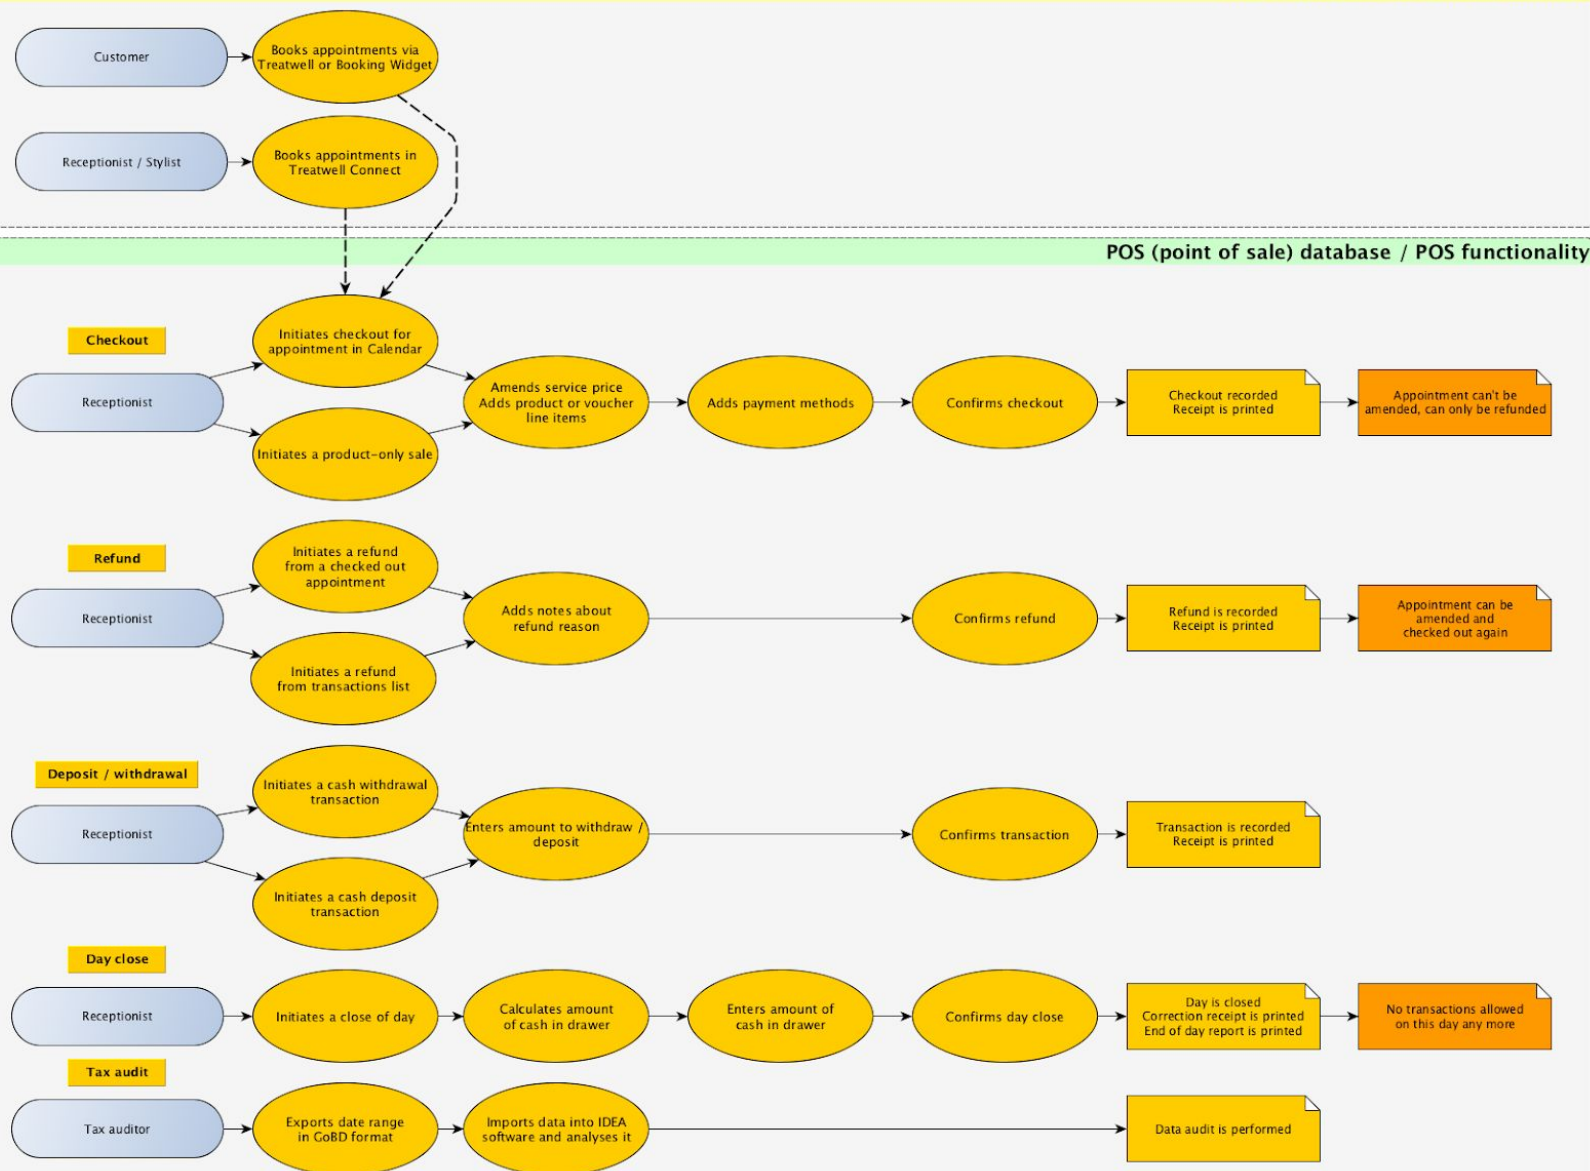 Customer
Books appointments via
Treatwell or Booking Widget
Receptionist / Stylist
Books appointments in
Treatwell Connect
POS (point of sale) database / POS functionality
Checkout
Receptionist
Initiates checkout for
appointment in Calendar
Initiates a product-only sale
Amends service price
Adds product or voucher
line items
Adds payment methods
Confirms checkout
Checkout recorded
Receipt is printed
Appointment can't be
amended, can only be refunded
Refund
Receptionist
Initiates a refund
from a checked out
appointment
Initiates a refund
from transactions list
Adds notes about
refund reason
Confirms refund
Refund is recorded
Receipt is printed
Appointment can be
amended and
checked out again
Deposit / withdrawal
Receptionist
Initiates a cash withdrawal
transaction
Initiates a cash deposit
transaction
Enters amount to withdraw /
deposit
Confirms transaction
Transaction is recorded
Receipt is printed
Day close
Receptionist
Initiates a close of day
Calculates amount
of cash in drawer
Enters amount of
cash in drawer
Confirms day close
Day is closed
Correction receipt is printed
End of day report is printed
No transactions allowed
on this day any more
Tax audit
Tax auditor
Exports date range
in GoBD format
Imports data into IDEA
software and analyses it
Data audit is performed